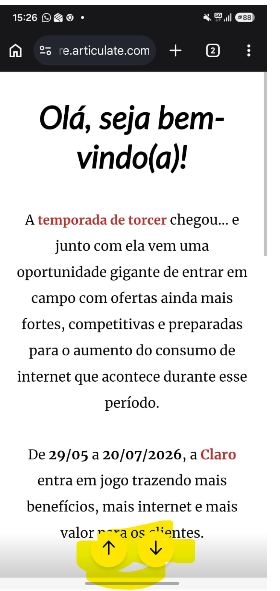 15:26
88
re.articulate.com
2
Olá, seja bem-
vindo(a)!
A temporada de torcer chegou... e
junto com ela vem uma
oportunidade gigante de entrar em
campo com ofertas ainda mais
fortes, competitivas e preparadas
para o aumento do consumo de
internet que acontece durante esse
período.
De 29/05 a 20/07/2026, a Claro
entra em jogo trazendo mais
benefícios, mais internet e mais
valor para os clientes.